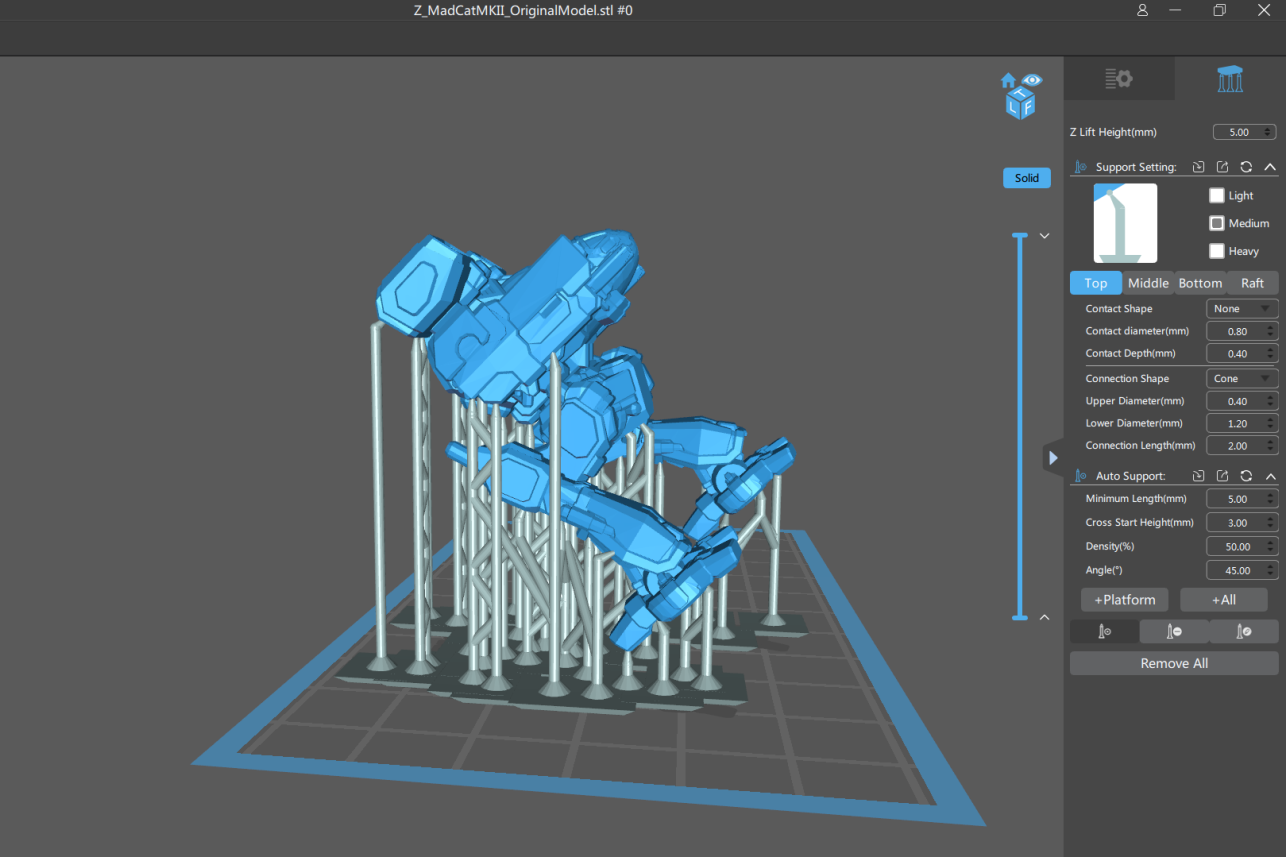 Z_MadCatMKII_OriginalModel.stl #0
T
L F
Solid
Z Lift Height(mm) 5.00
Support Setting:
Light
Medium
Heavy
Top Middle Bottom Raft
Contact Shape None
Contact diameter(mm) 0.80
Contact Depth(mm) 0.40
Connection Shape Cone
Upper Diameter(mm) 0.40
Lower Diameter(mm) 1.20
Connection Length(mm) 2.00
Auto Support:
Minimum Length(mm) 5.00
Cross Start Height(mm) 3.00
Density(%) 50.00
Angle(°) 45.00
+Platform +All
Remove All